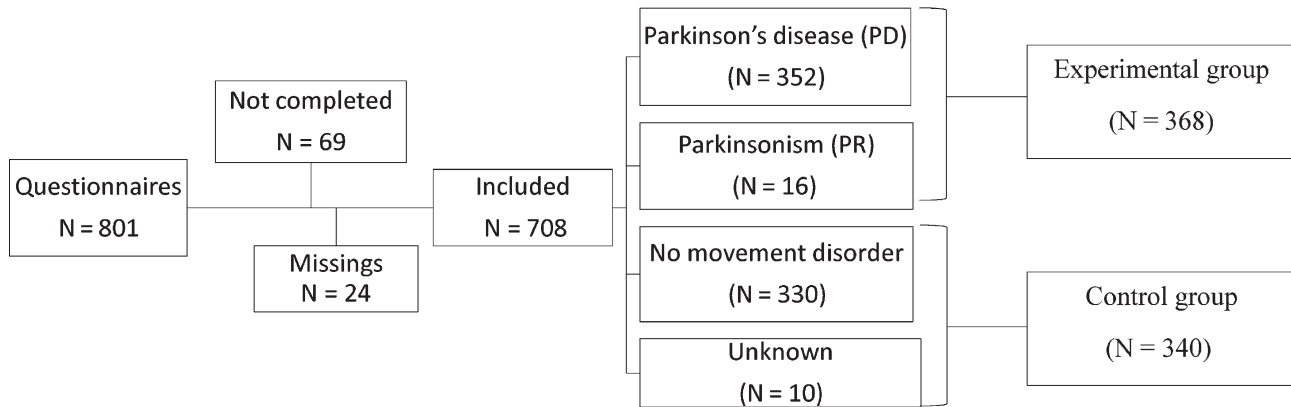 Questionnaires
N = 801
Not completed
N = 69
Missings
N = 24
Included
N = 708
Parkinson's disease (PD)
(N = 352)
Parkinsonism (PR)
(N = 16)
No movement disorder
(N = 330)
Unknown
(N = 10)
Experimental group
(N = 368)
Control group
(N = 340)